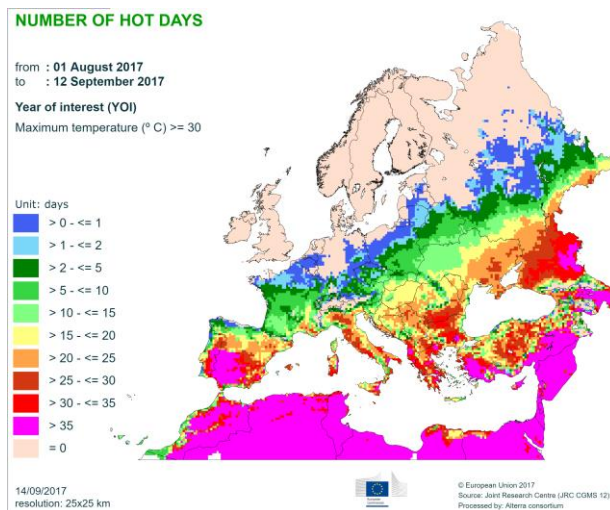 NUMBER OF HOT DAYS
from : 01 August 2017
to : 12 September 2017
Year of interest (YOI)
Maximum temperature (º C) >= 30
Unit: days
> 0 - <= 1
> 1 - <= 2
> 2 - <= 5
> 5 - <= 10
> 10 - <= 15
> 15 - <= 20
> 20 - <= 25
> 25 - <= 30
> 30 - <= 35
> 35
= 0
14/09/2017
resolution: 25x25 km
© European Union 2017
Source: Joint Research Centre (JRC CGMS 12)
Processed by: Alterra consortium